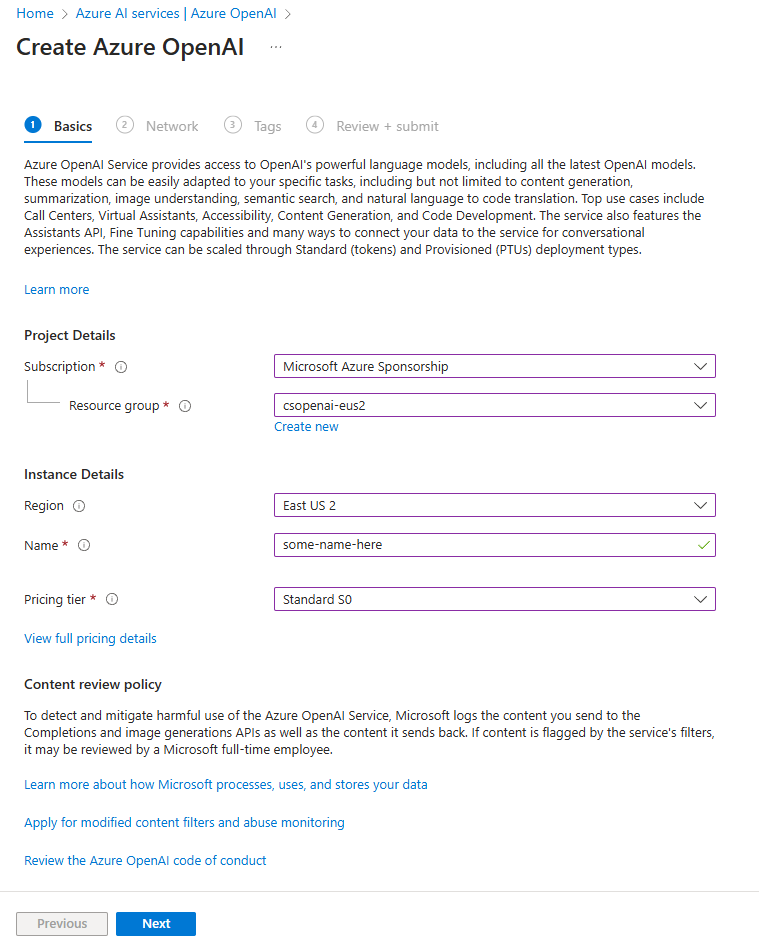 Home > Azure AI services | Azure OpenAI >
Create Azure OpenAI ...
1 Basics 2 Network 3 Tags 4 Review + submit
Azure OpenAI Service provides access to OpenAI's powerful language models, including all the latest OpenAI models.
These models can be easily adapted to your specific tasks, including but not limited to content generation,
summarization, image understanding, semantic search, and natural language to code translation. Top use cases include
Call Centers, Virtual Assistants, Accessibility, Content Generation, and Code Development. The service also features the
Assistants API, Fine Tuning capabilities and many ways to connect your data to the service for conversational
experiences. The service can be scaled through Standard (tokens) and Provisioned (PTUs) deployment types.
Learn more
Project Details
Subscription * Microsoft Azure Sponsorship
Resource group * csopenai-eus2
Create new
Instance Details
Region East US 2
Name * some-name-here
Pricing tier * Standard S0
View full pricing details
Content review policy
To detect and mitigate harmful use of the Azure OpenAI Service, Microsoft logs the content you send to the
Completions and image generations APIs as well as the content it sends back. If content is flagged by the service's filters,
it may be reviewed by a Microsoft full-time employee.
Learn more about how Microsoft processes, uses, and stores your data
Apply for modified content filters and abuse monitoring
Review the Azure OpenAI code of conduct
Previous Next